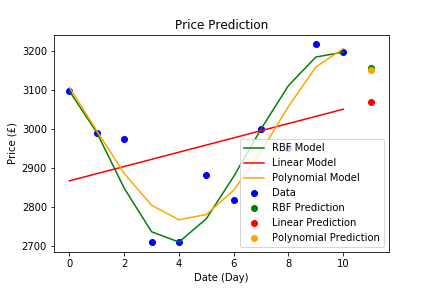 Price Prediction
3200
3100
3000
2900
2800
2700
Price (£)
RBF Model
Linear Model
Polynomial Model
Data
RBF Prediction
Linear Prediction
Polynomial Prediction
0
2
4
6
8
10
Date (Day)